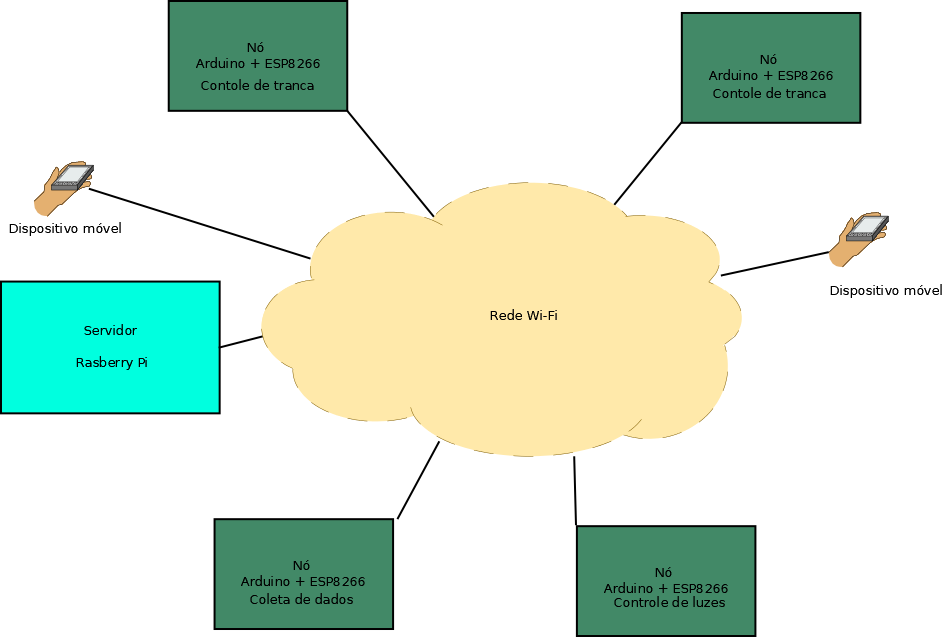 Nó
Arduino + ESP8266
Contole de tranca
Nó
Arduino + ESP8266
Contole de tranca
Dispositivo móvel
Dispositivo móvel
Servidor
Rasberry Pi
Rede Wi-Fi
Nó
Arduino + ESP8266
Coleta de dados
Nó
Arduino + ESP8266
Controle de luzes